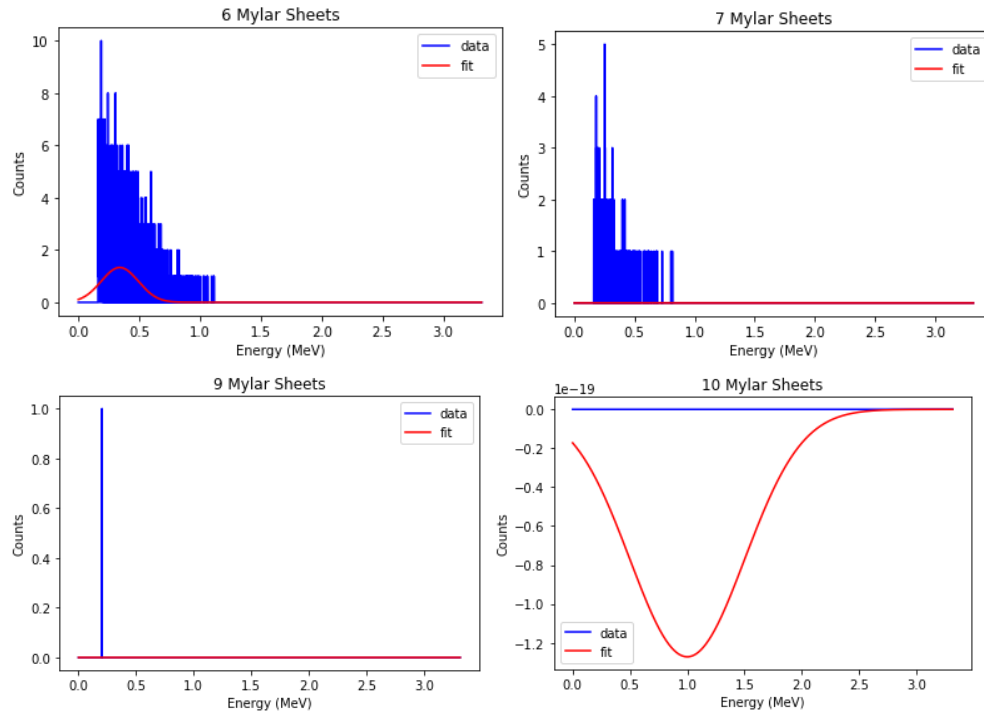 6 Mylar Sheets
10
8
6
4
2
0
Counts
data
fit
0.0 0.5 1.0 1.5 2.0 2.5 3.0
Energy (MeV)
7 Mylar Sheets
5
4
3
2
1
0
Counts
data
fit
0.0 0.5 1.0 1.5 2.0 2.5 3.0
Energy (MeV)
9 Mylar Sheets
1.0
0.8
0.6
0.4
0.2
0.0
Counts
data
fit
0.0 0.5 1.0 1.5 2.0 2.5 3.0
Energy (MeV)
10 Mylar Sheets
1e−19
0.0
−0.2
−0.4
−0.6
−0.8
−1.0
−1.2
Counts
data
fit
0.0 0.5 1.0 1.5 2.0 2.5 3.0
Energy (MeV)